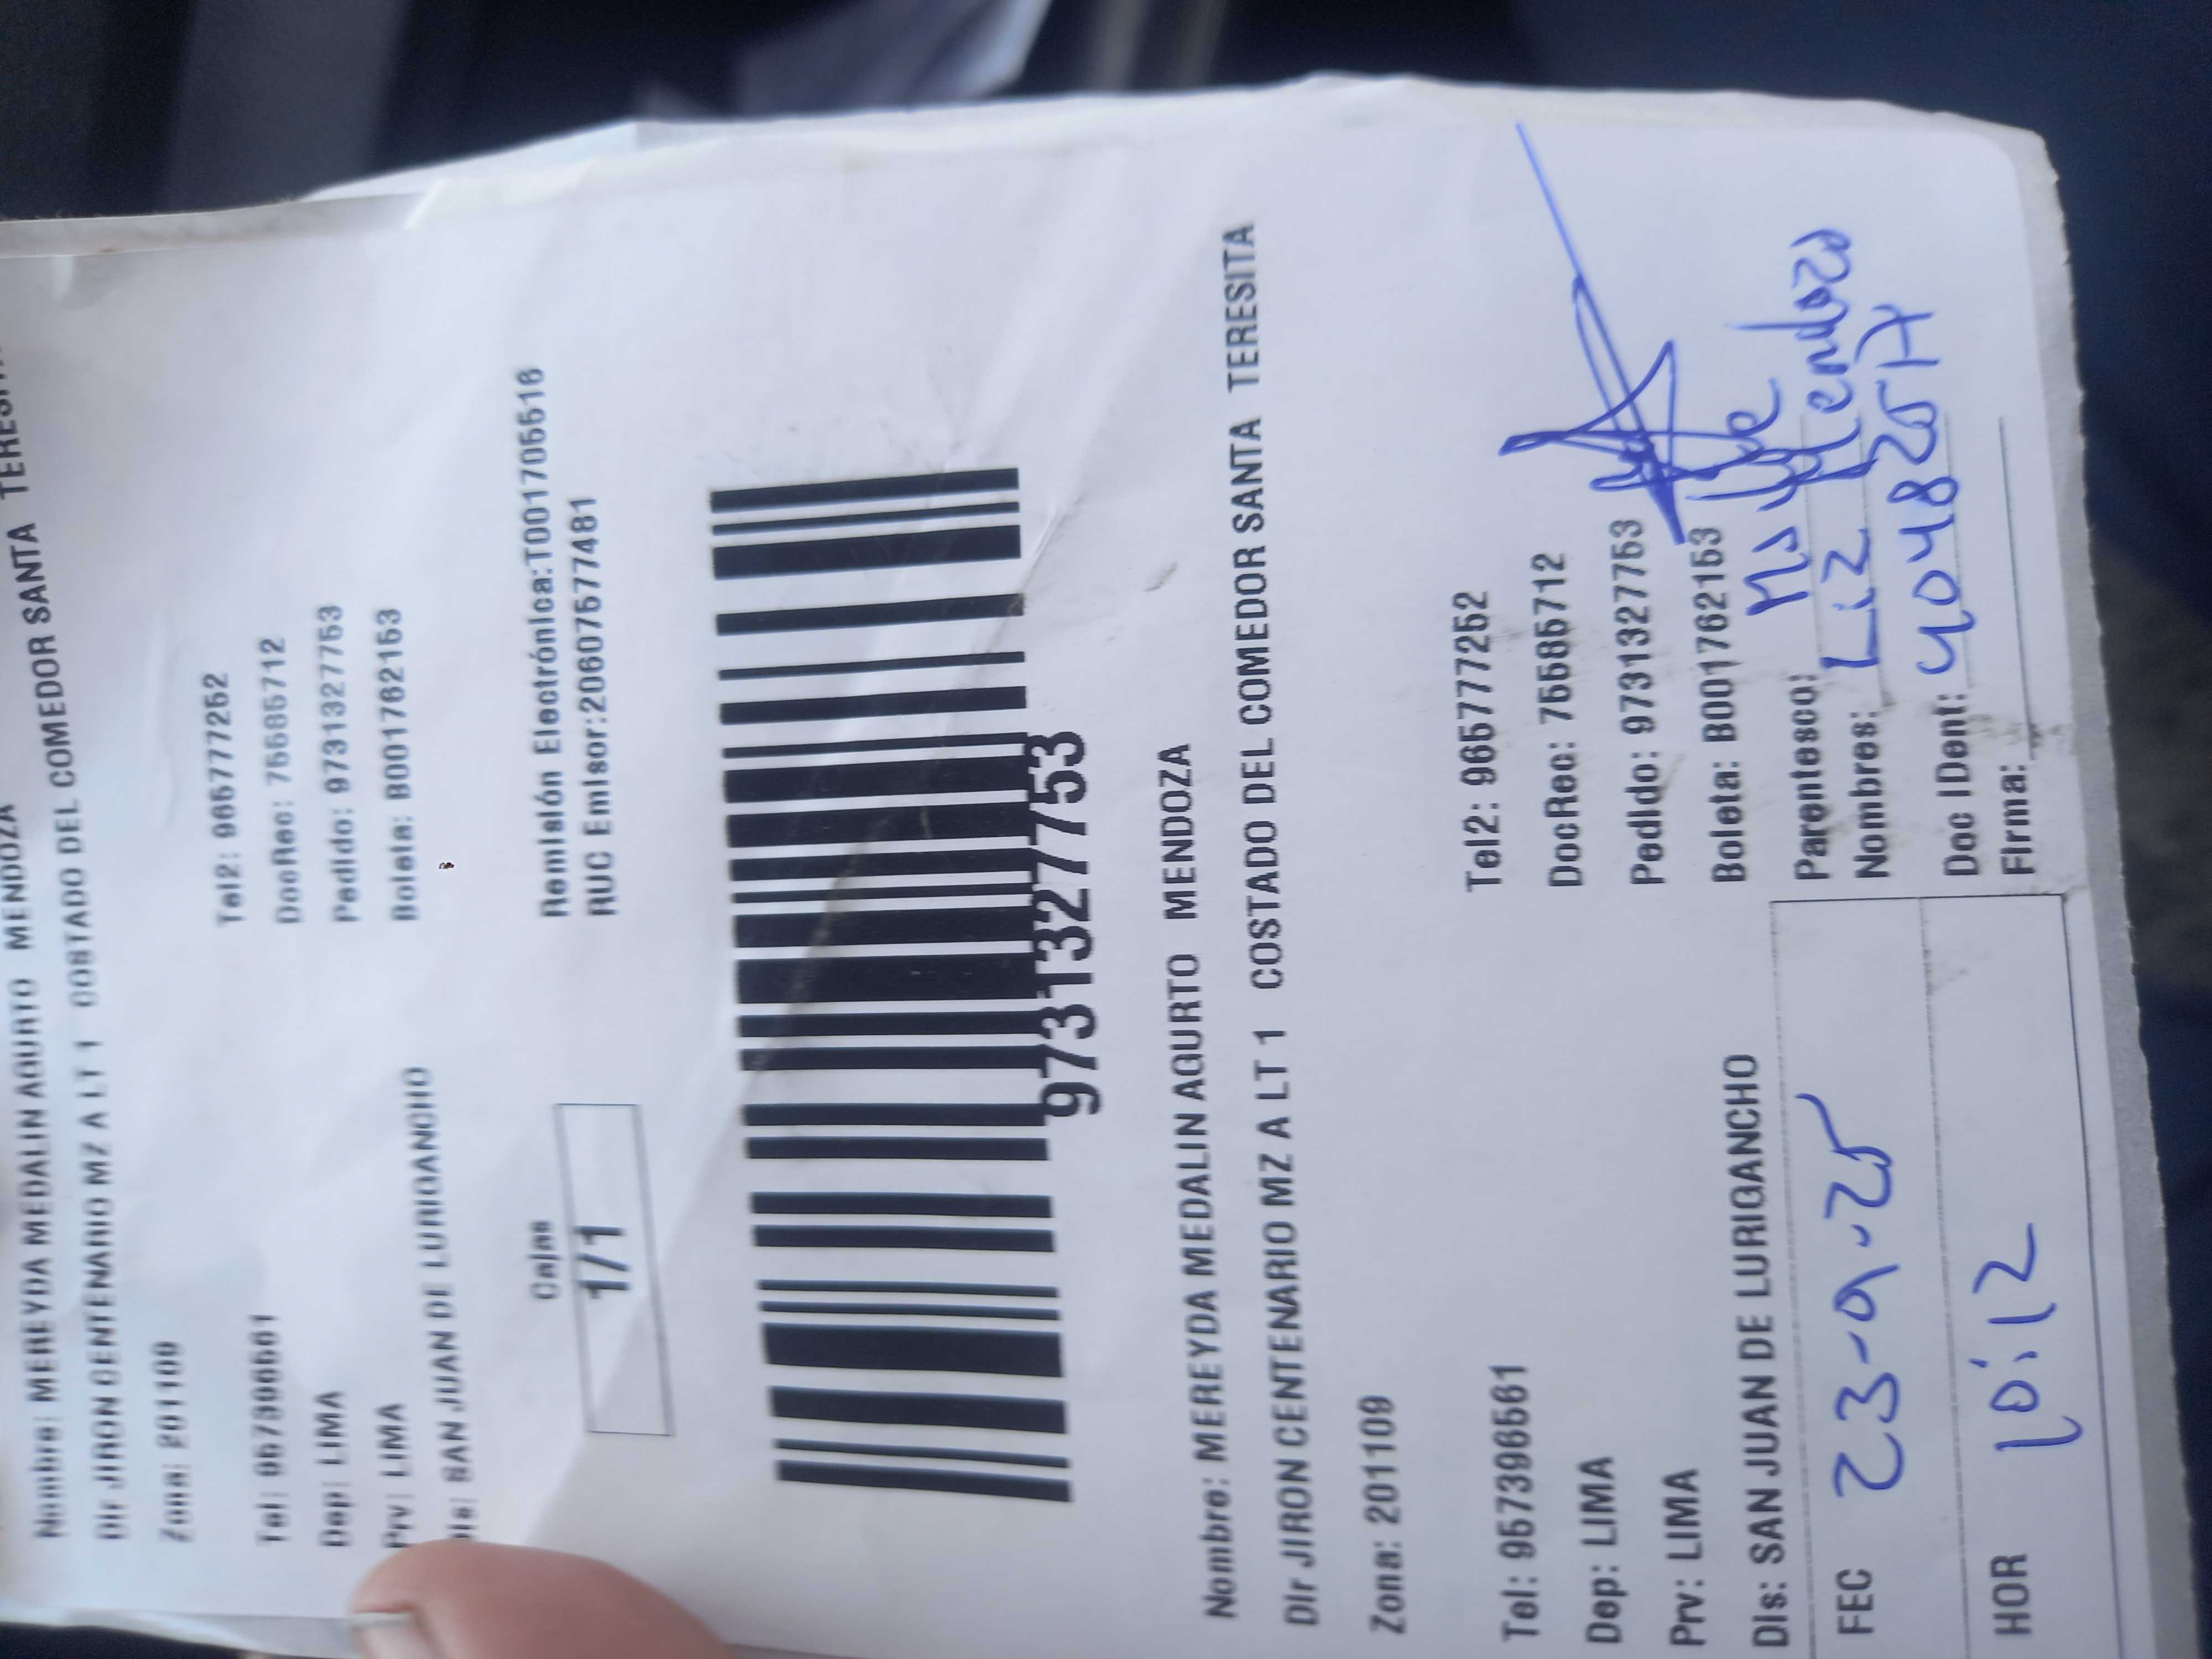 Nombre: MEREYDA MEDALIN AGURTO MENDOZA
Dir JIRON CENTENARIO MZ A LT 1 COSTADO DEL COMEDOR SANTA TERESITA
Zona: 201109
Tel: 957396561 Tel2: 965777252
Dep: LIMA DocRec: 75585712
Prv: LIMA Pedido: 9731327753
Dis: SAN JUAN DE LURIGANCHO Boleta: B001762153
Cajas
1/1
Remisión Electrónica:T001705516
RUC Emisor:20607577481
9731327753
Nombre: MEREYDA MEDALIN AGURTO MENDOZA
Dir JIRON CENTENARIO MZ A LT 1 COSTADO DEL COMEDOR SANTA TERESITA
Zona: 201109
Tel: 957396561 Tel2: 965777252
Dep: LIMA DocRec: 75585712
Prv: LIMA Pedido: 9731327753
Dis: SAN JUAN DE LURIGANCHO Boleta: B001762153
FEC 23-9-25
HOR 10:12
Parentesco:
Nombres: Liz Mendoza
Doc IDent: 40482517
Firma: